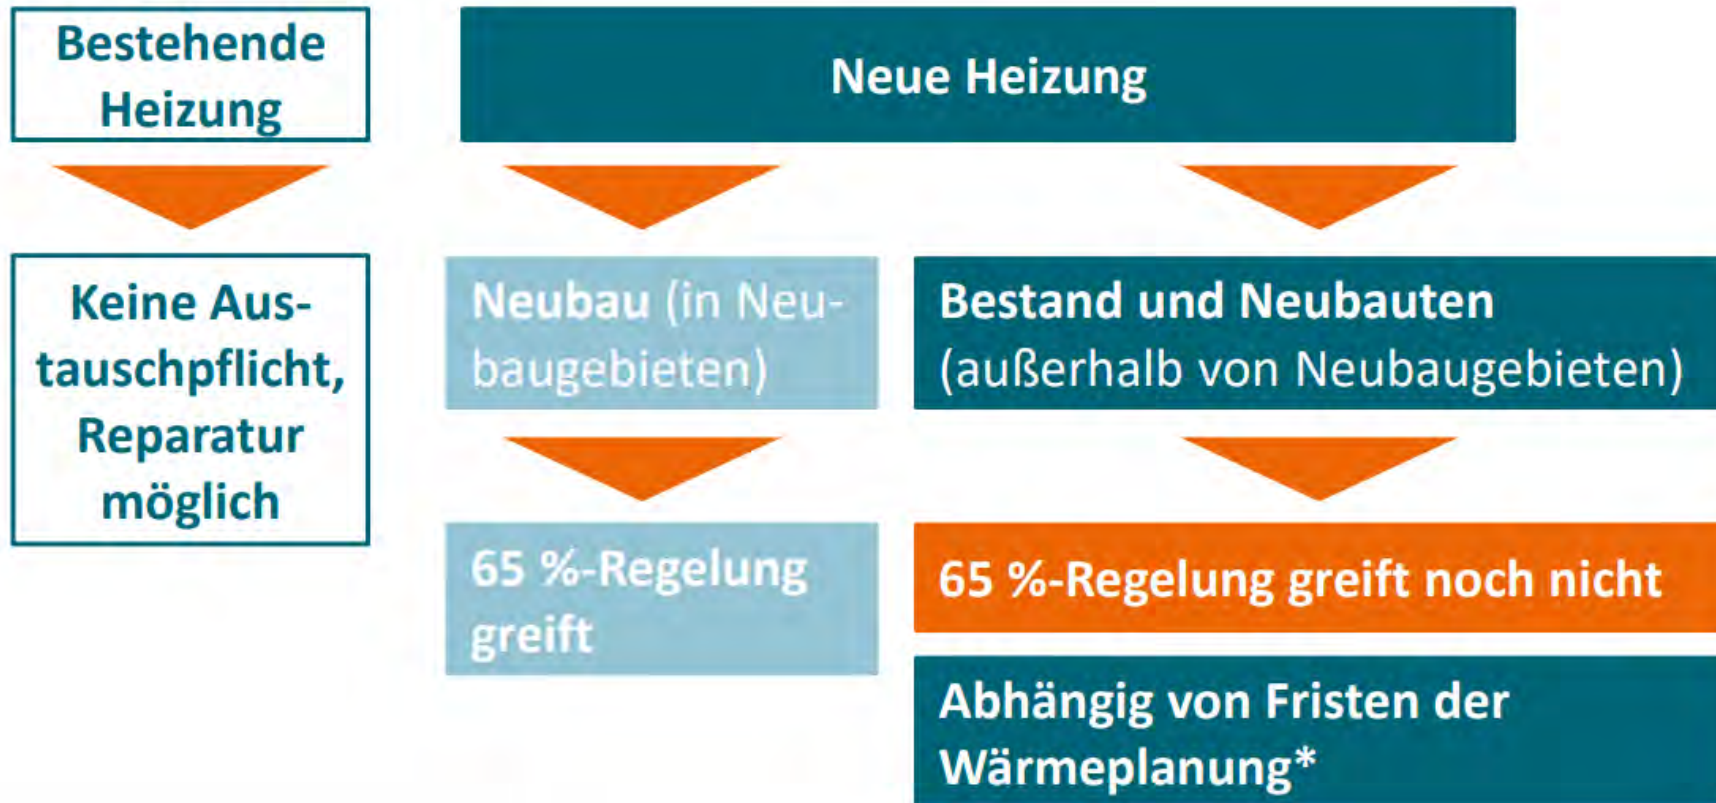 Bestehende
Heizung
Neue Heizung
Keine Aus-
tauschpflicht,
Reparatur
möglich
Neubau (in Neu-
baugebieten)
Bestand und Neubauten
(außerhalb von Neubaugebieten)
65 %-Regelung
greift
65 %-Regelung greift noch nicht
Abhängig von Fristen der
Wärmeplanung*